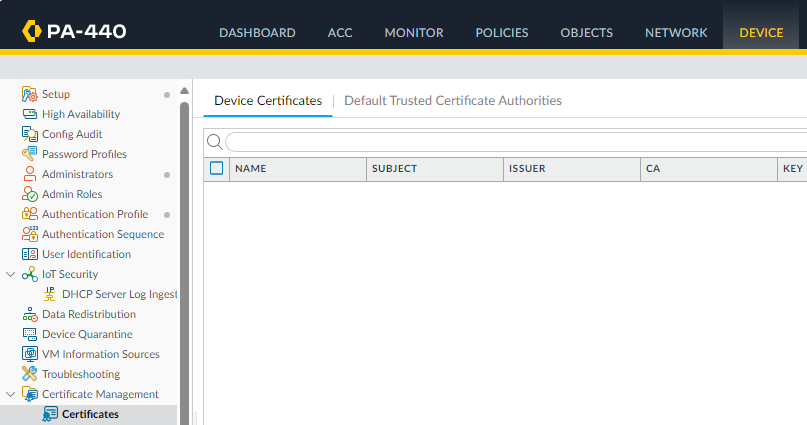 PA-440
DASHBOARD ACC MONITOR POLICIES OBJECTS NETWORK DEVICE
Setup
High Availability
Config Audit
Password Profiles
Administrators
Admin Roles
Authentication Profile
Authentication Sequence
User Identification
IoT Security
DHCP Server Log Ingest
Data Redistribution
Device Quarantine
VM Information Sources
Troubleshooting
Certificate Management
Certificates
Device Certificates | Default Trusted Certificate Authorities
NAME SUBJECT ISSUER CA KEY